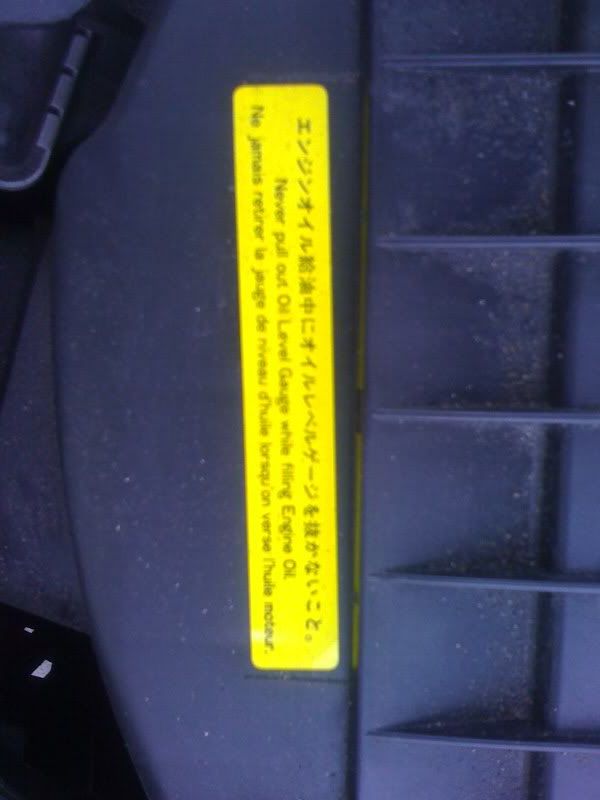 エンジンオイル給油中にオイルレベルゲージを抜かないこと。
Never pull out Oil Level Gauge while filling Engine Oil.
Ne jamais retirer la jauge de niveau d'huile lorsqu'on verse l'huile moteur.